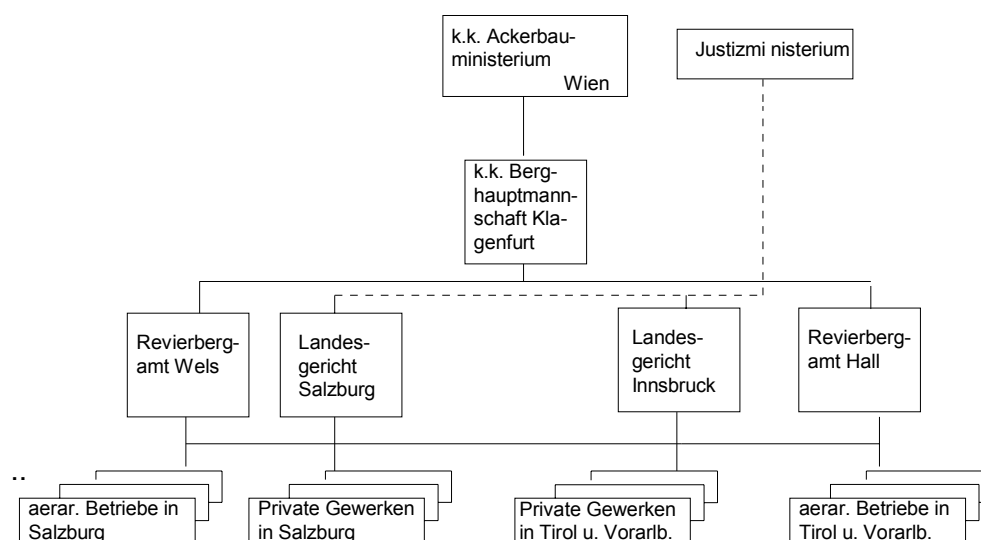 k.k. Ackerbau-
ministerium
Wien
Justizmi nisterium
k.k. Berg-
hauptmann-
schaft Kla-
genfurt
Revierberg-
amt Wels
Landes-
gericht
Salzburg
Landes-
gericht
Innsbruck
Revierberg-
amt Hall
..
aerar. Betriebe in
Salzburg
Private Gewerken
in Salzburg
Private Gewerken
in Tirol u. Vorarlb.
aerar. Betriebe in
Tirol u. Vorarlb.